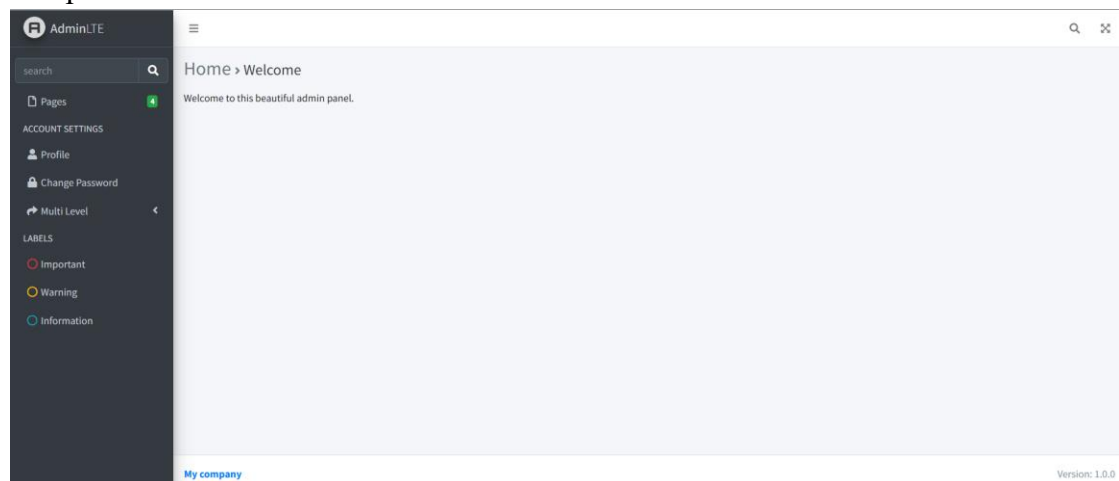 AdminLTE
search
Pages 4
ACCOUNT SETTINGS
Profile
Change Password
Multi Level
LABELS
Important
Warning
Information
Home › Welcome
Welcome to this beautiful admin panel.
My company
Version: 1.0.0